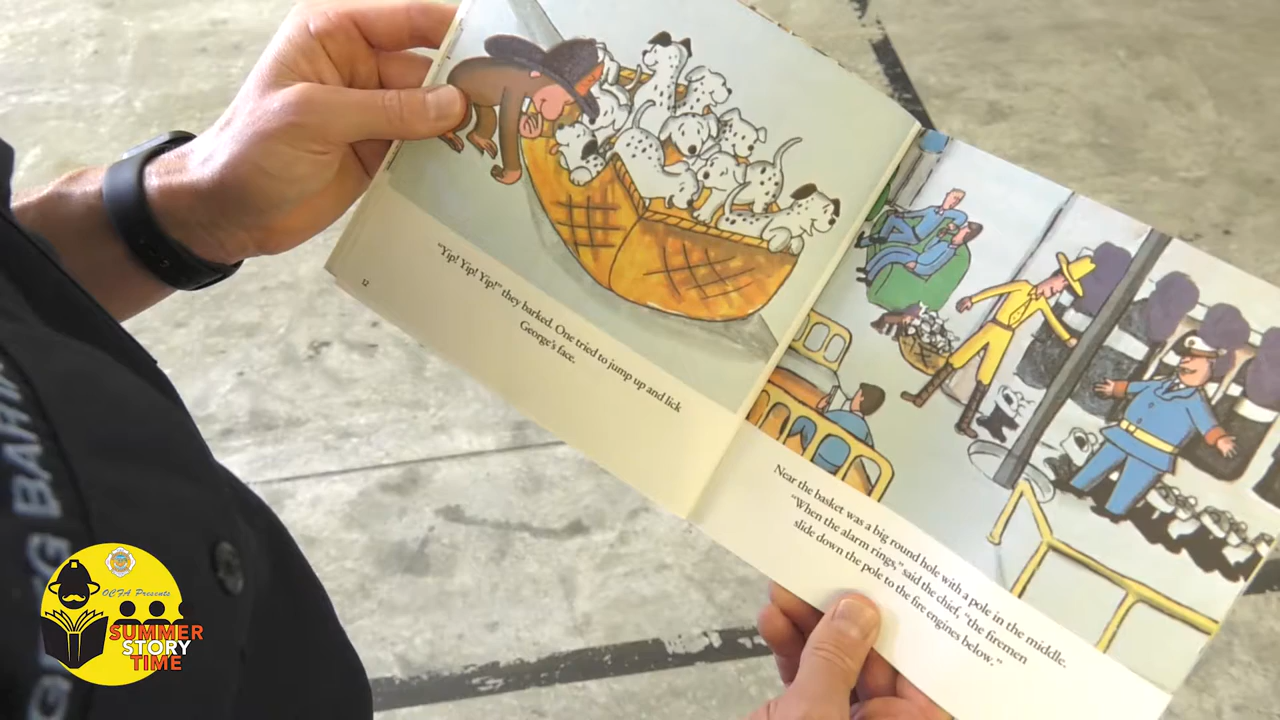 "Yip! Yip! Yip!" they barked. One tried to jump up and lick
George's face.
12
Near the basket was a big round hole with a pole in the middle.
"When the alarm rings," said the chief, "the firemen
slide down the pole to the fire engines below."
OCFA Presents
SUMMER
STORY
TIME